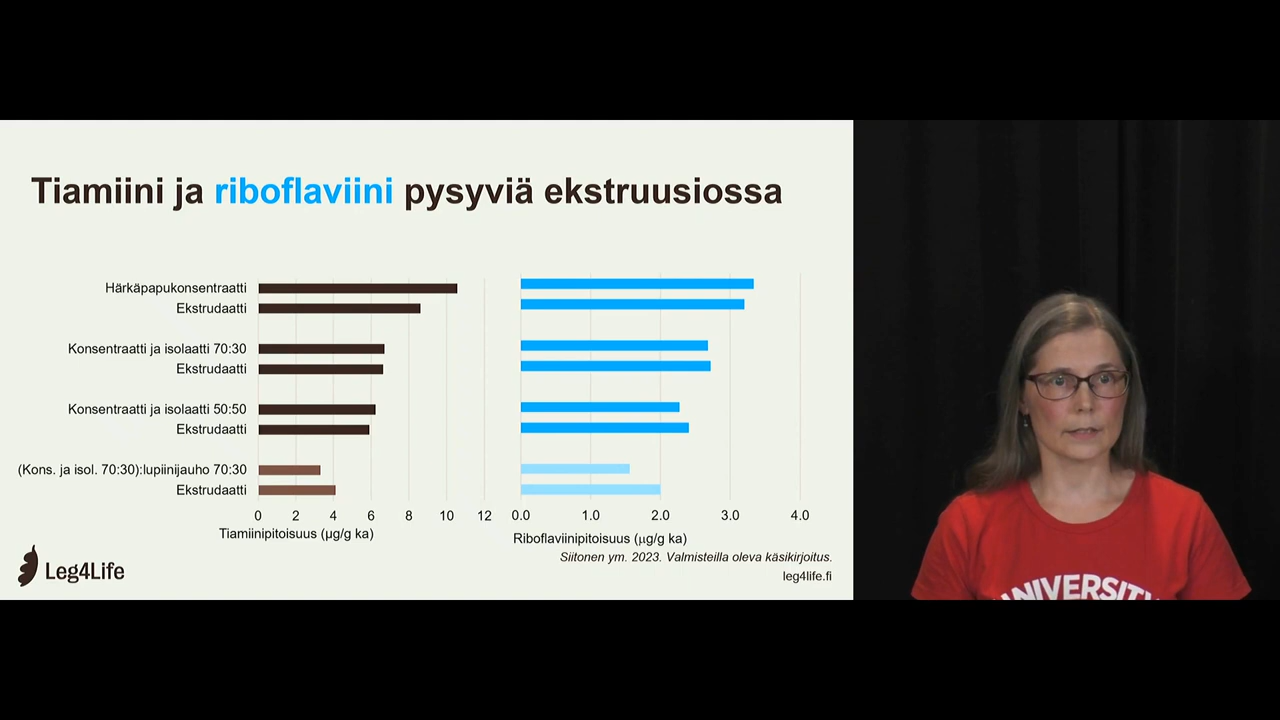 Tiamiini ja riboflaviini pysyviä ekstruusiossa
Härkäpapukonsentraatti
Ekstrudaatti
Konsentraatti ja isolaatti 70:30
Ekstrudaatti
Konsentraatti ja isolaatti 50:50
Ekstrudaatti
(Kons. ja isol. 70:30):lupiinijauho 70:30
Ekstrudaatti
0 2 4 6 8 10 12
Tiamiinipitoisuus (µg/g ka)
0.0 1.0 2.0 3.0 4.0
Riboflaviinipitoisuus (µg/g ka)
Siitonen ym. 2023. Valmisteilla oleva käsikirjoitus.
Leg4Life
leg4life.fi
UNIVERSITY